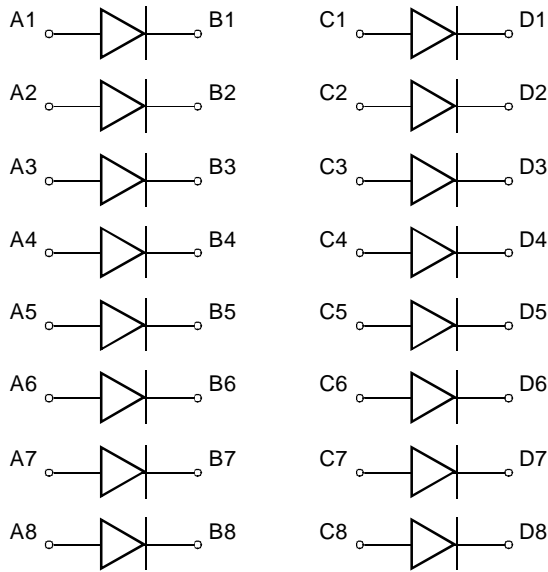 A1 B1 C1 D1
A2 B2 C2 D2
A3 B3 C3 D3
A4 B4 C4 D4
A5 B5 C5 D5
A6 B6 C6 D6
A7 B7 C7 D7
A8 B8 C8 D8